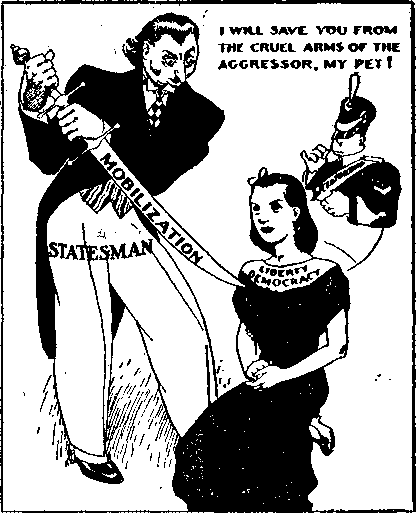 I WILL SAVE YOU FROM
THE CRUEL ARMS OF THE
AGGRESSOR, MY PET!
MOBILIZATION
STATESMAN
LIBERTY
DEMOCRACY